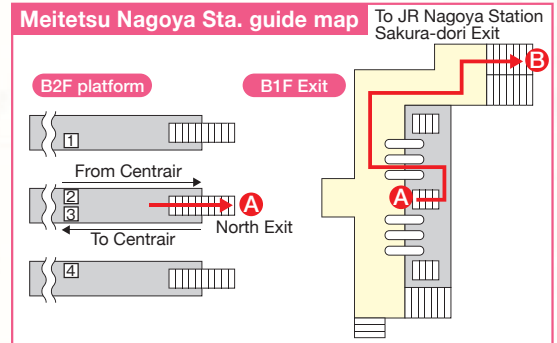 Meitetsu Nagoya Sta. guide map
To JR Nagoya Station
Sakura-dori Exit
B2F platform
B1F Exit
B
1
From Centrair
2
3
A
North Exit
To Centrair
4
A